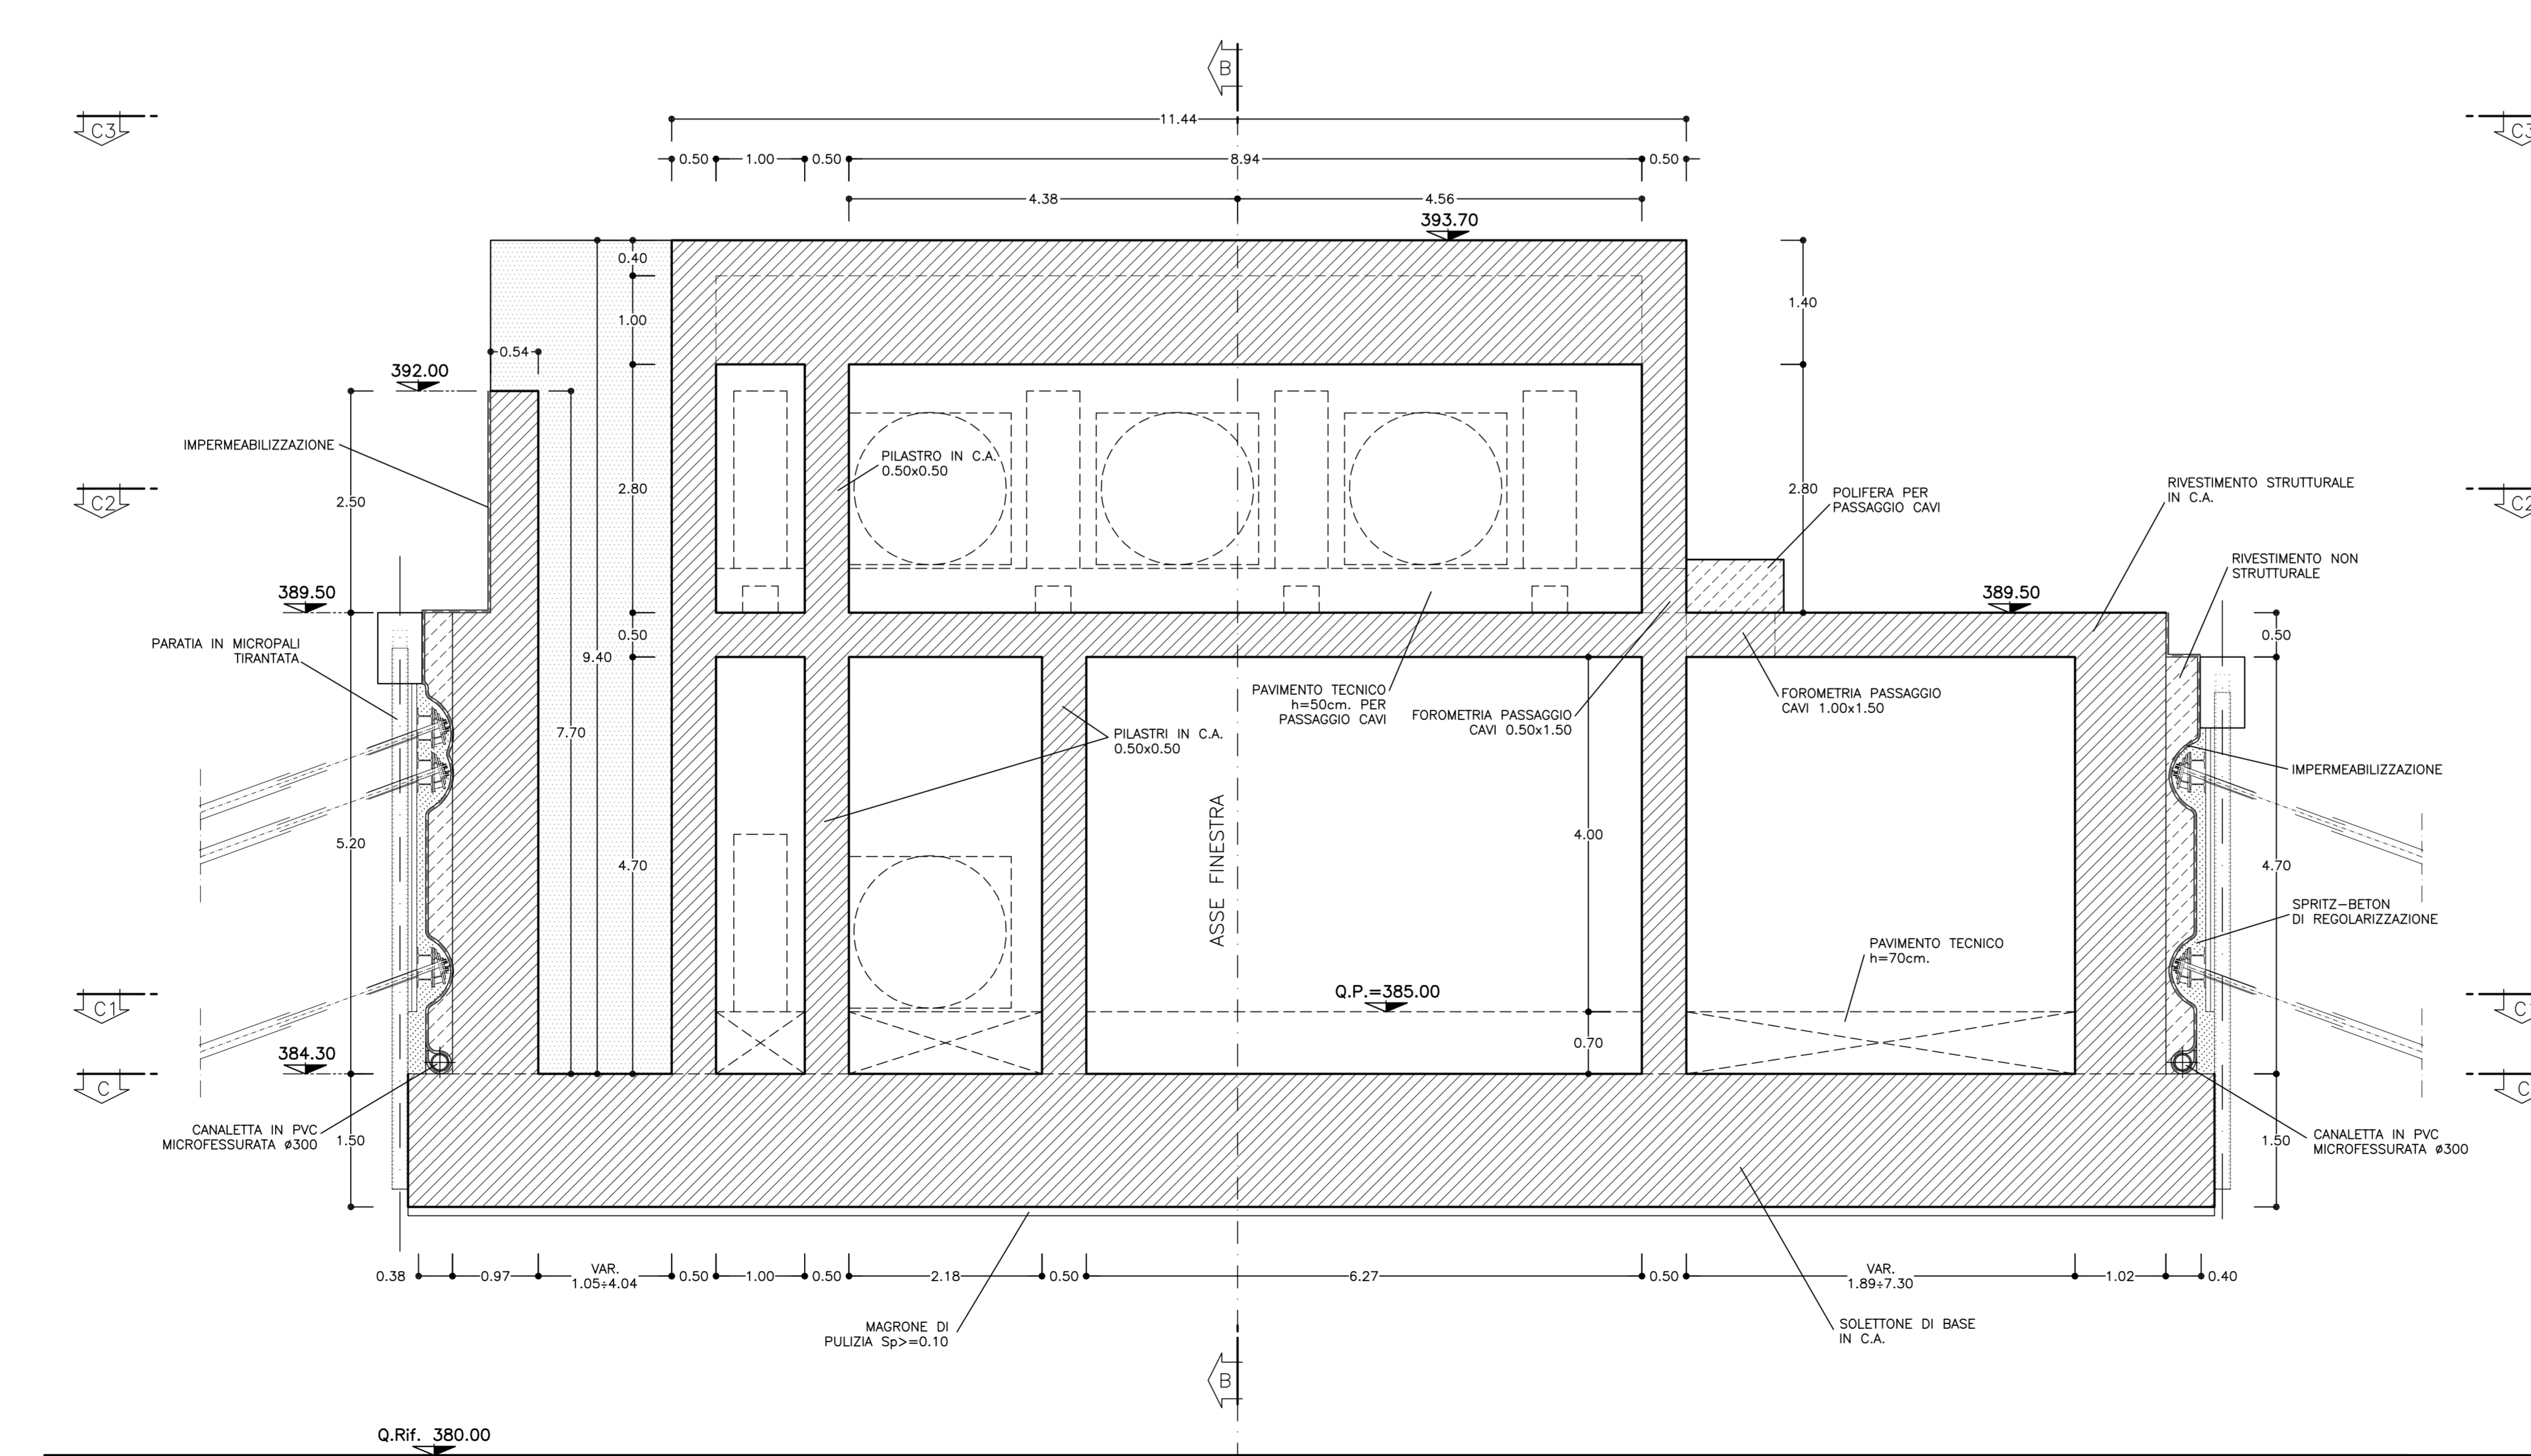 B
C3
C3
11.44
0.50
1.00
0.50
8.94
0.50
4.38
4.56
393.70
0.40
1.40
1.00
0.54
392.00
IMPERMEABILIZZAZIONE
PILASTRO IN C.A.
0.50x0.50
2.50
2.80
2.80
POLIFERA PER
PASSAGGIO CAVI
RIVESTIMENTO STRUTTURALE
IN C.A.
C2
C2
RIVESTIMENTO NON
STRUTTURALE
389.50
389.50
PARATIA IN MICROPALI
TIRANTATA
0.50
9.40
0.50
PAVIMENTO TECNICO
h=50cm. PER
PASSAGGIO CAVI
FOROMETRIA PASSAGGIO
CAVI 0.50x1.50
FOROMETRIA PASSAGGIO
CAVI 1.00x1.50
7.70
PILASTRI IN C.A.
0.50x0.50
IMPERMEABILIZZAZIONE
5.20
4.70
ASSE FINESTRA
4.00
4.70
SPRITZ-BETON
DI REGOLARIZZAZIONE
PAVIMENTO TECNICO
h=70cm.
Q.P.=385.00
C1
C1
0.70
384.30
C
C
CANALETTA IN PVC
MICROFESSURATA ø300
1.50
1.50
CANALETTA IN PVC
MICROFESSURATA ø300
0.38
0.97
VAR.
1.05÷4.04
0.50
1.00
0.50
2.18
0.50
6.27
0.50
VAR.
1.89÷7.30
1.02
0.40
MAGRONE DI
PULIZIA Sp>=0.10
SOLETTONE DI BASE
IN C.A.
B
Q.Rif. 380.00